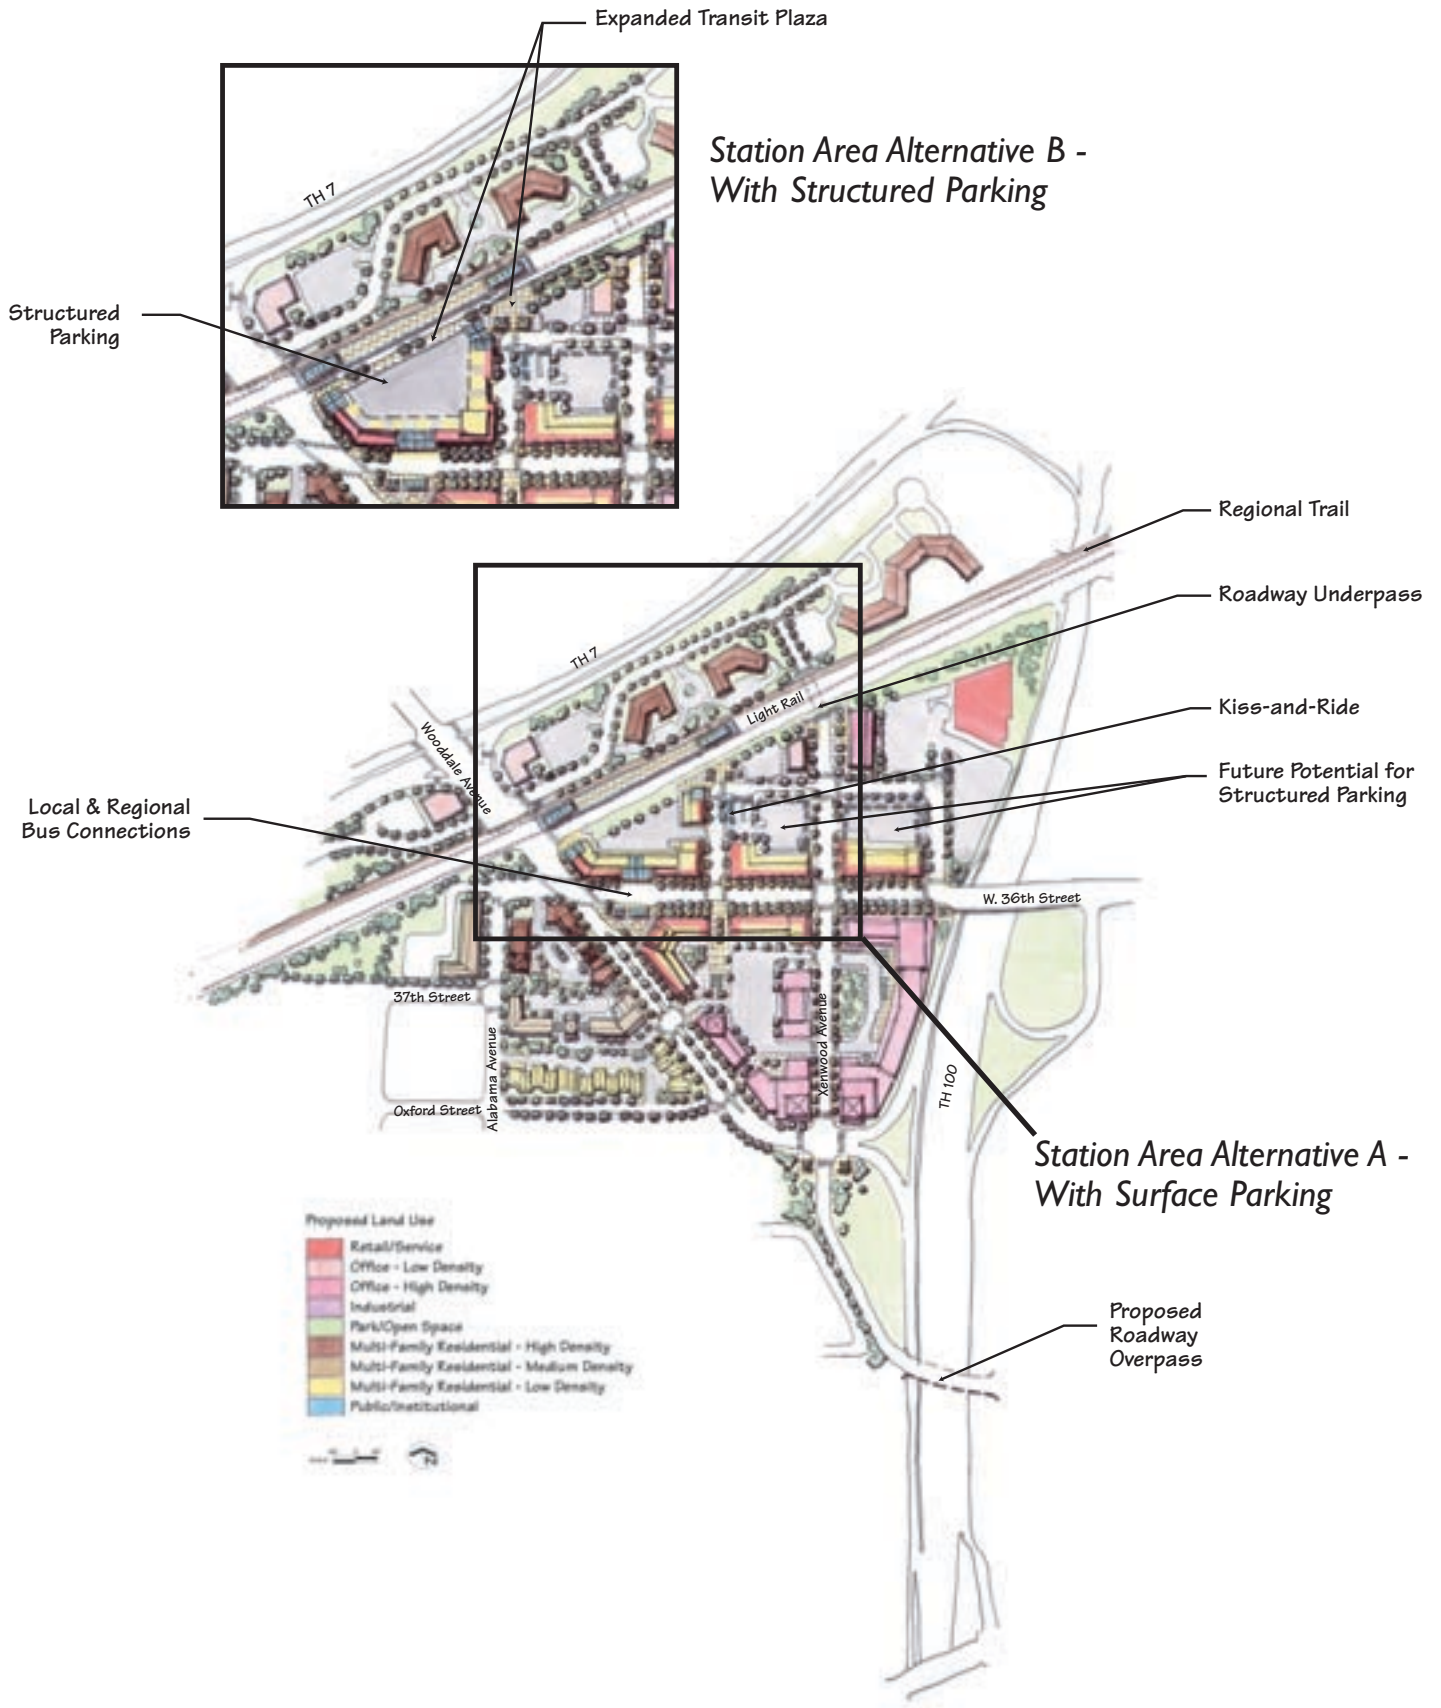 Expanded Transit Plaza
Station Area Alternative B -
With Structured Parking
TH 7
Structured
Parking
Regional Trail
Roadway Underpass
TH 7
Light Rail
Kiss-and-Ride
Wooddale Avenue
Future Potential for
Structured Parking
Local & Regional
Bus Connections
W. 36th Street
37th Street
Alabama Avenue
Xenwood Avenue
TH 100
Oxford Street
Station Area Alternative A -
With Surface Parking
Proposed Land Use
Retail/Service
Office - Low Density
Office - High Density
Industrial
Park/Open Space
Multi-Family Residential - High Density
Multi-Family Residential - Medium Density
Multi-Family Residential - Low Density
Public/Institutional
N
Proposed
Roadway
Overpass